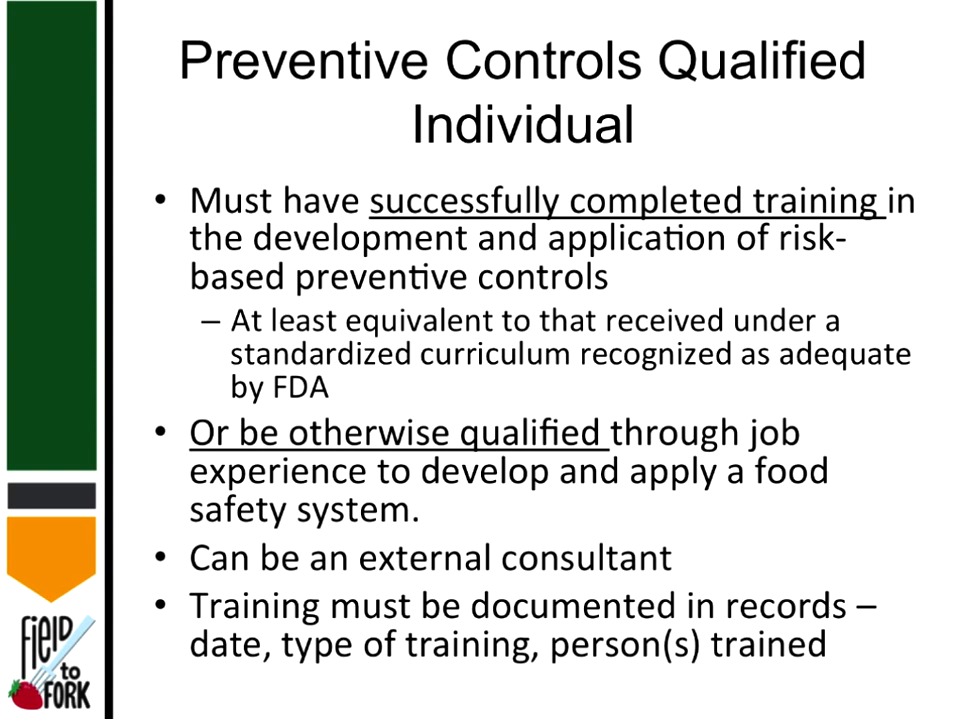 Preventive Controls Qualified
Individual
• Must have successfully completed training in
the development and application of risk-
based preventive controls
– At least equivalent to that received under a
standardized curriculum recognized as adequate
by FDA
• Or be otherwise qualified through job
experience to develop and apply a food
safety system.
• Can be an external consultant
• Training must be documented in records –
date, type of training, person(s) trained
FiELD
to
FORK